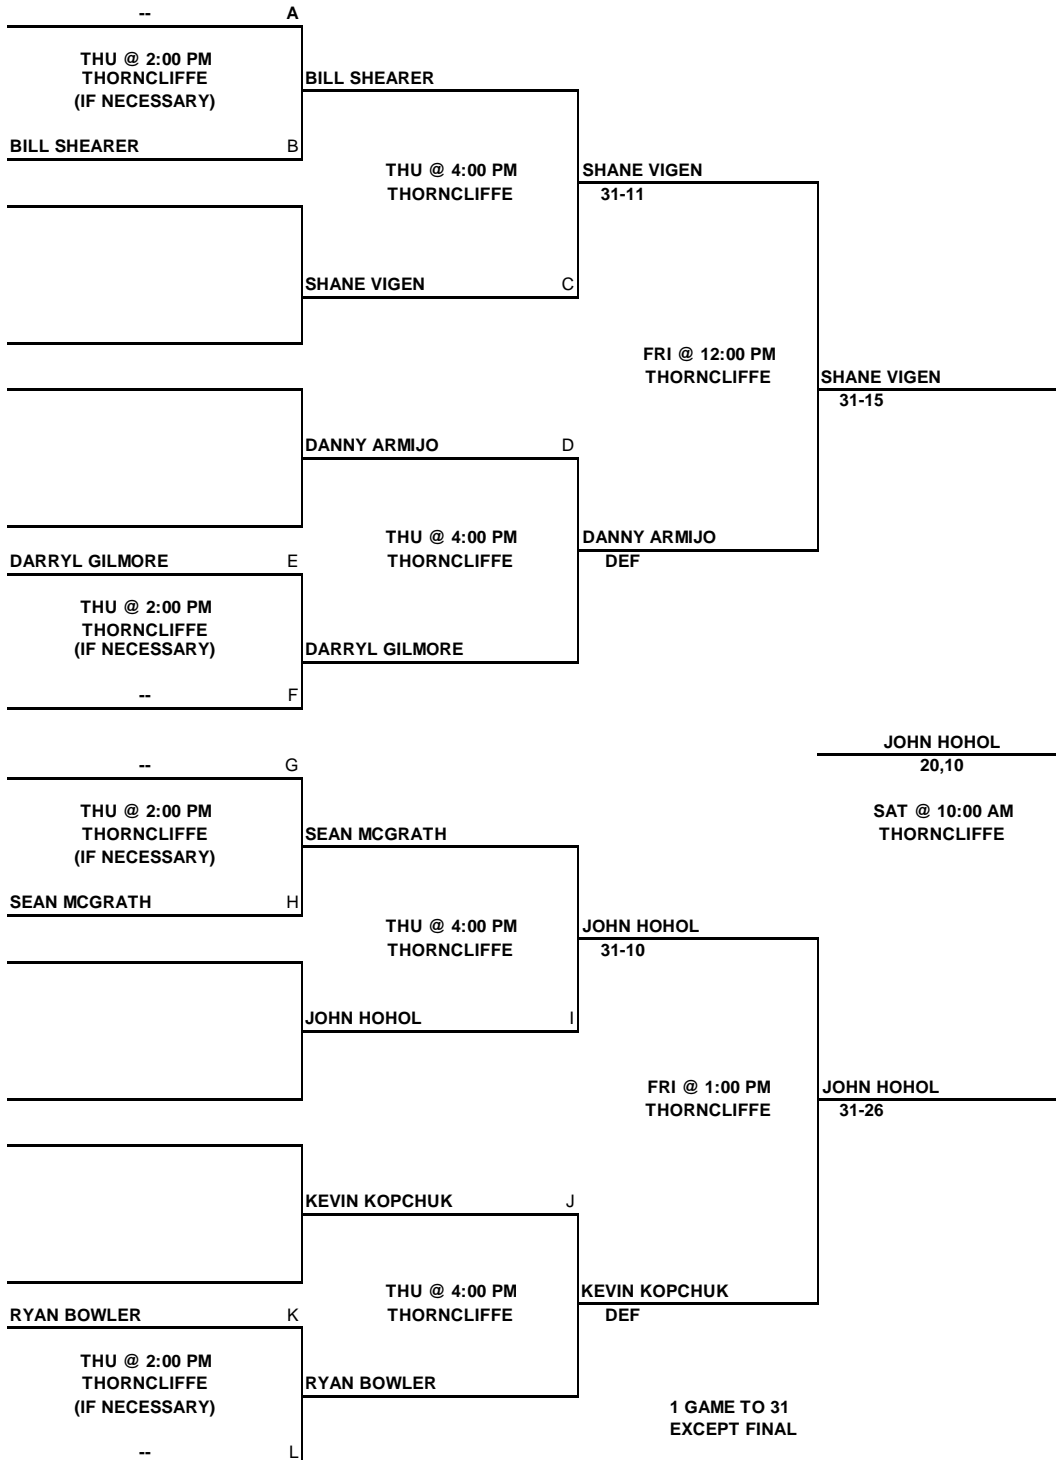 -- A
THU @ 2:00 PM
THORNCLIFFE
(IF NECESSARY)
BILL SHEARER
BILL SHEARER B
THU @ 4:00 PM
THORNCLIFFE
SHANE VIGEN
31-11
SHANE VIGEN C
FRI @ 12:00 PM
THORNCLIFFE
SHANE VIGEN
31-15
DANNY ARMIJO D
THU @ 4:00 PM
THORNCLIFFE
DANNY ARMIJO
DEF
DARRYL GILMORE E
THU @ 2:00 PM
THORNCLIFFE
(IF NECESSARY)
DARRYL GILMORE
-- F
JOHN HOHOL
20,10
SAT @ 10:00 AM
THORNCLIFFE
-- G
THU @ 2:00 PM
THORNCLIFFE
(IF NECESSARY)
SEAN MCGRATH
SEAN MCGRATH H
THU @ 4:00 PM
THORNCLIFFE
JOHN HOHOL
31-10
JOHN HOHOL I
FRI @ 1:00 PM
THORNCLIFFE
JOHN HOHOL
31-26
KEVIN KOPCHUK J
THU @ 4:00 PM
THORNCLIFFE
KEVIN KOPCHUK
DEF
RYAN BOWLER K
THU @ 2:00 PM
THORNCLIFFE
(IF NECESSARY)
RYAN BOWLER
-- L
1 GAME TO 31
EXCEPT FINAL